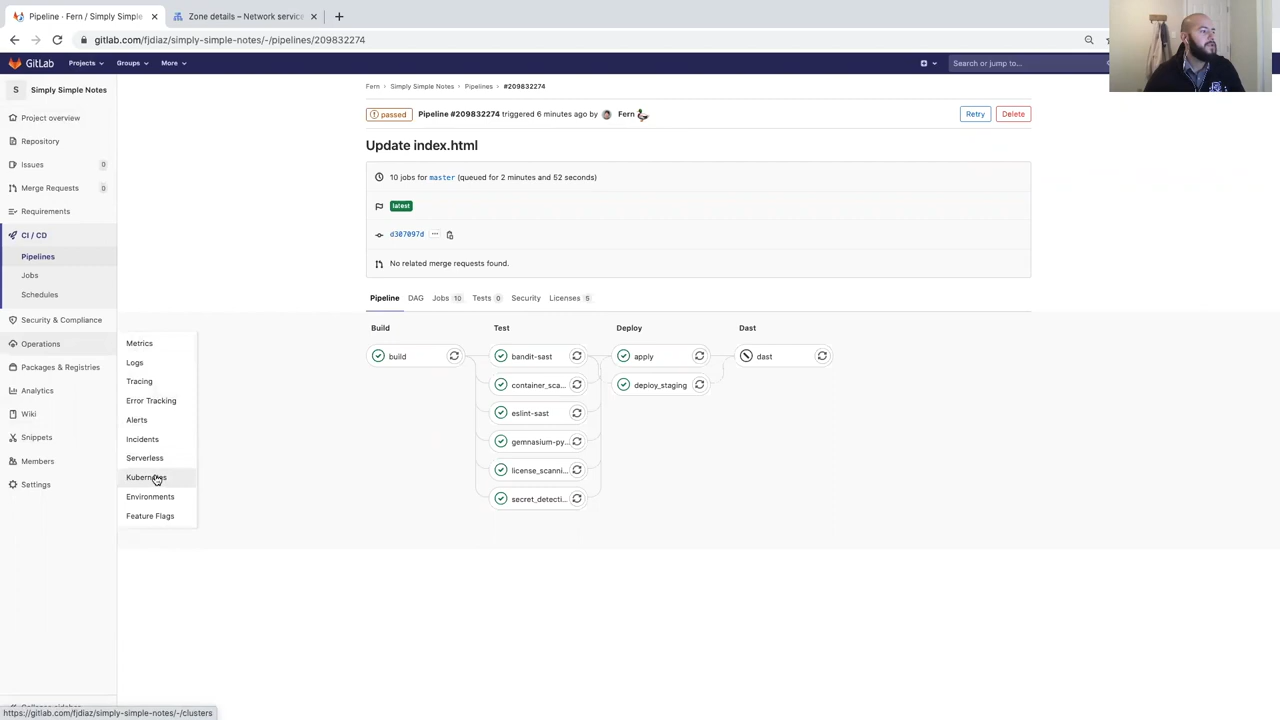 Pipeline · Fern / Simply Simple
Zone details – Network service
gitlab.com/fjdiaz/simply-simple-notes/-/pipelines/209832274
GitLab
Projects
Groups
More
Search or jump to...
S
Simply Simple Notes
Project overview
Repository
Issues
0
Merge Requests
0
Requirements
CI / CD
Pipelines
Jobs
Schedules
Security & Compliance
Operations
Packages & Registries
Analytics
Wiki
Snippets
Members
Settings
Metrics
Logs
Tracing
Error Tracking
Alerts
Incidents
Serverless
Kubernetes
Environments
Feature Flags
Fern › Simply Simple Notes › Pipelines › #209832274
passed
Pipeline #209832274 triggered 6 minutes ago by
Fern
Retry
Delete
Update index.html
10 jobs for master (queued for 2 minutes and 52 seconds)
latest
d307097d
No related merge requests found.
Pipeline
DAG
Jobs 10
Tests 0
Security
Licenses 5
Build
Test
Deploy
Dast
build
bandit-sast
apply
dast
container_sca...
deploy_staging
eslint-sast
gemnasium-py...
license_scanni...
secret_detecti...
https://gitlab.com/fjdiaz/simply-simple-notes/-/clusters